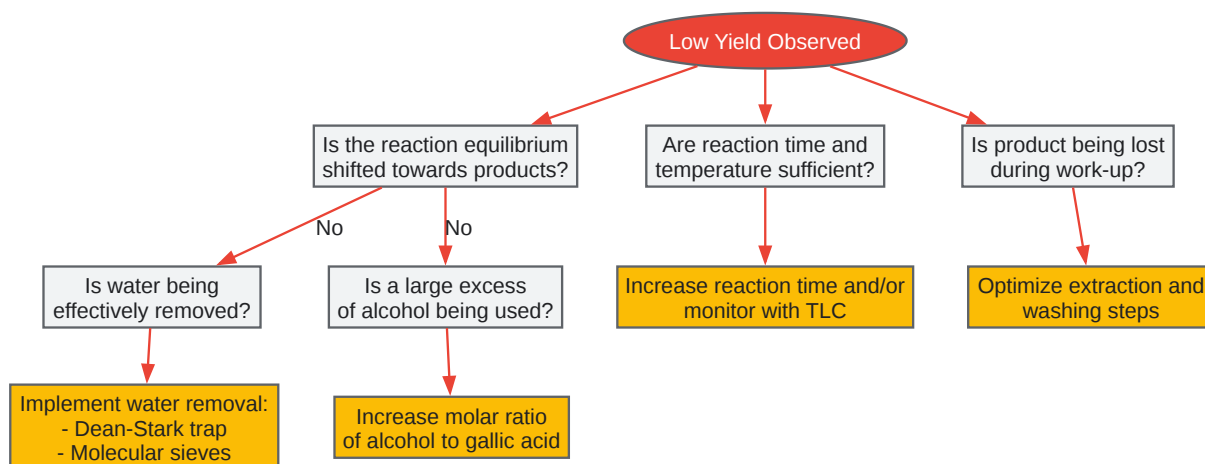 Low Yield Observed
Is the reaction equilibrium
shifted towards products?
Are reaction time and
temperature sufficient?
Is product being lost
during work-up?
No
No
Is water being
effectively removed?
Is a large excess
of alcohol being used?
Increase reaction time and/or
monitor with TLC
Optimize extraction and
washing steps
Implement water removal:
- Dean-Stark trap
- Molecular sieves
Increase molar ratio
of alcohol to gallic acid